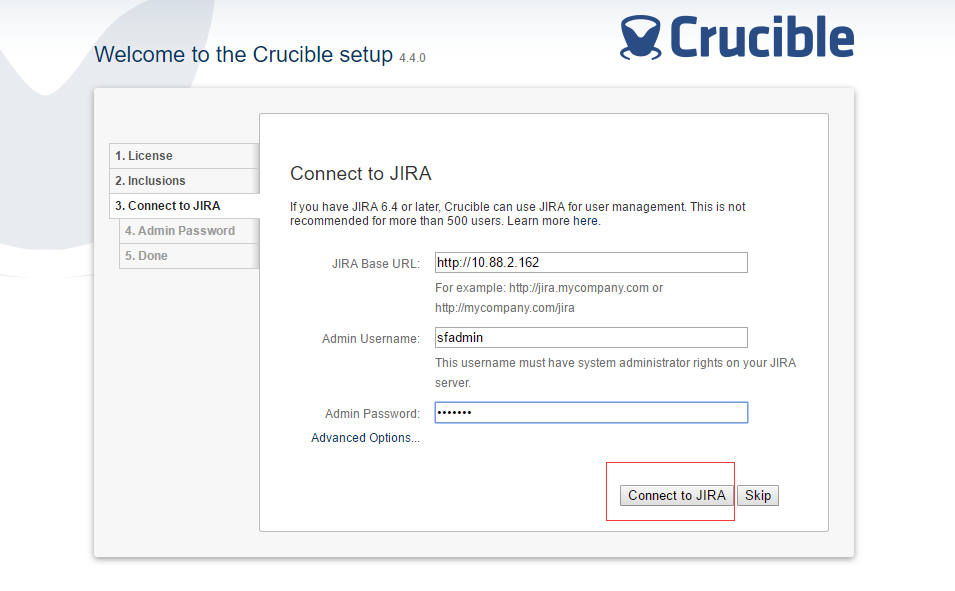 Crucible
Welcome to the Crucible setup 4.4.0
1. License
2. Inclusions
3. Connect to JIRA
4. Admin Password
5. Done
Connect to JIRA
If you have JIRA 6.4 or later, Crucible can use JIRA for user management. This is not
recommended for more than 500 users. Learn more here.
JIRA Base URL: http://10.88.2.162
For example: http://jira.mycompany.com or
http://mycompany.com/jira
Admin Username: sfadmin
This username must have system administrator rights on your JIRA
server.
Admin Password: •••••••
Advanced Options...
Connect to JIRA Skip